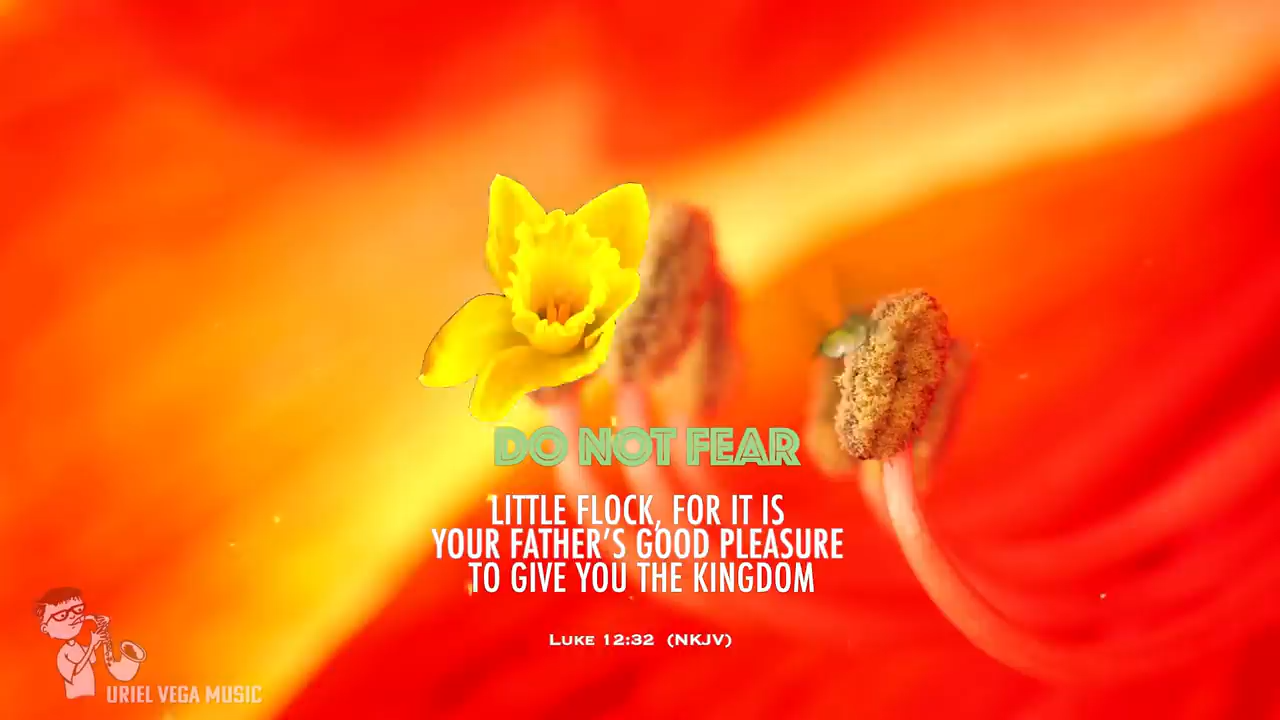 DO NOT FEAR
LITTLE FLOCK, FOR IT IS
YOUR FATHER'S GOOD PLEASURE
TO GIVE YOU THE KINGDOM
LUKE 12:32 (NKJV)
URIEL VEGA MUSIC